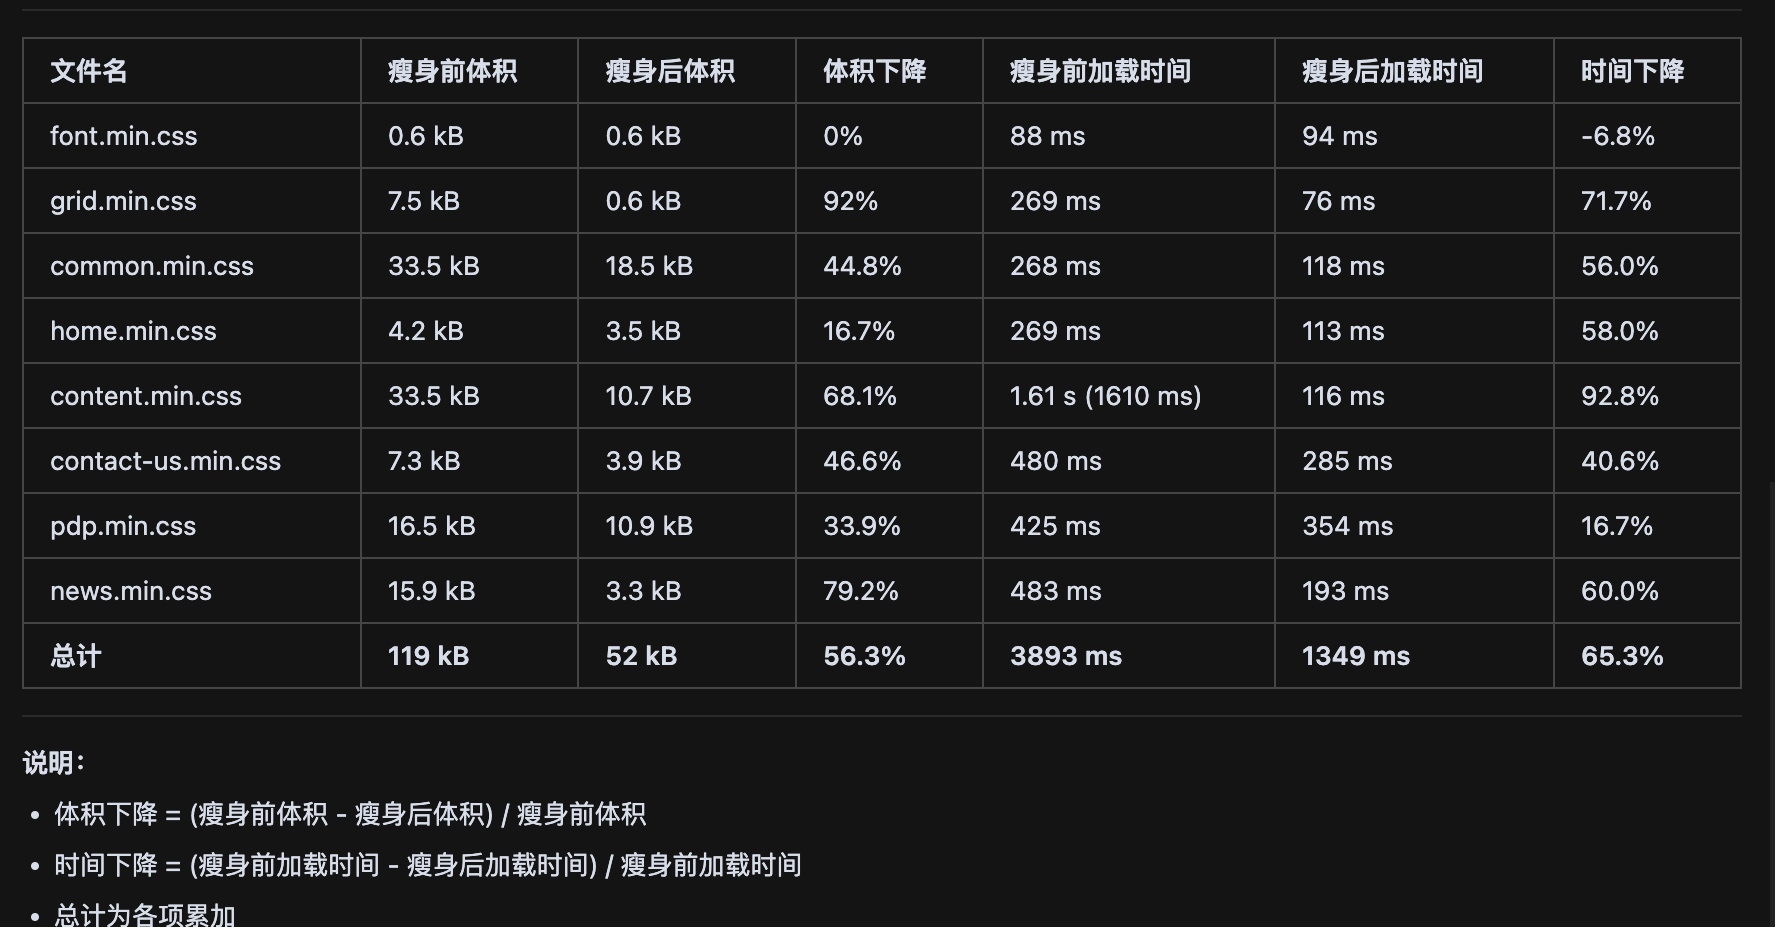 文件名 瘦身前体积 瘦身后体积 体积下降 瘦身前加载时间 瘦身后加载时间 时间下降
font.min.css 0.6 kB 0.6 kB 0% 88 ms 94 ms -6.8%
grid.min.css 7.5 kB 0.6 kB 92% 269 ms 76 ms 71.7%
common.min.css 33.5 kB 18.5 kB 44.8% 268 ms 118 ms 56.0%
home.min.css 4.2 kB 3.5 kB 16.7% 269 ms 113 ms 58.0%
content.min.css 33.5 kB 10.7 kB 68.1% 1.61 s (1610 ms) 116 ms 92.8%
contact-us.min.css 7.3 kB 3.9 kB 46.6% 480 ms 285 ms 40.6%
pdp.min.css 16.5 kB 10.9 kB 33.9% 425 ms 354 ms 16.7%
news.min.css 15.9 kB 3.3 kB 79.2% 483 ms 193 ms 60.0%
总计 119 kB 52 kB 56.3% 3893 ms 1349 ms 65.3%
说明：
• 体积下降 = (瘦身前体积 - 瘦身后体积) / 瘦身前体积
• 时间下降 = (瘦身前加载时间 - 瘦身后加载时间) / 瘦身前加载时间
• 总计为各项累加